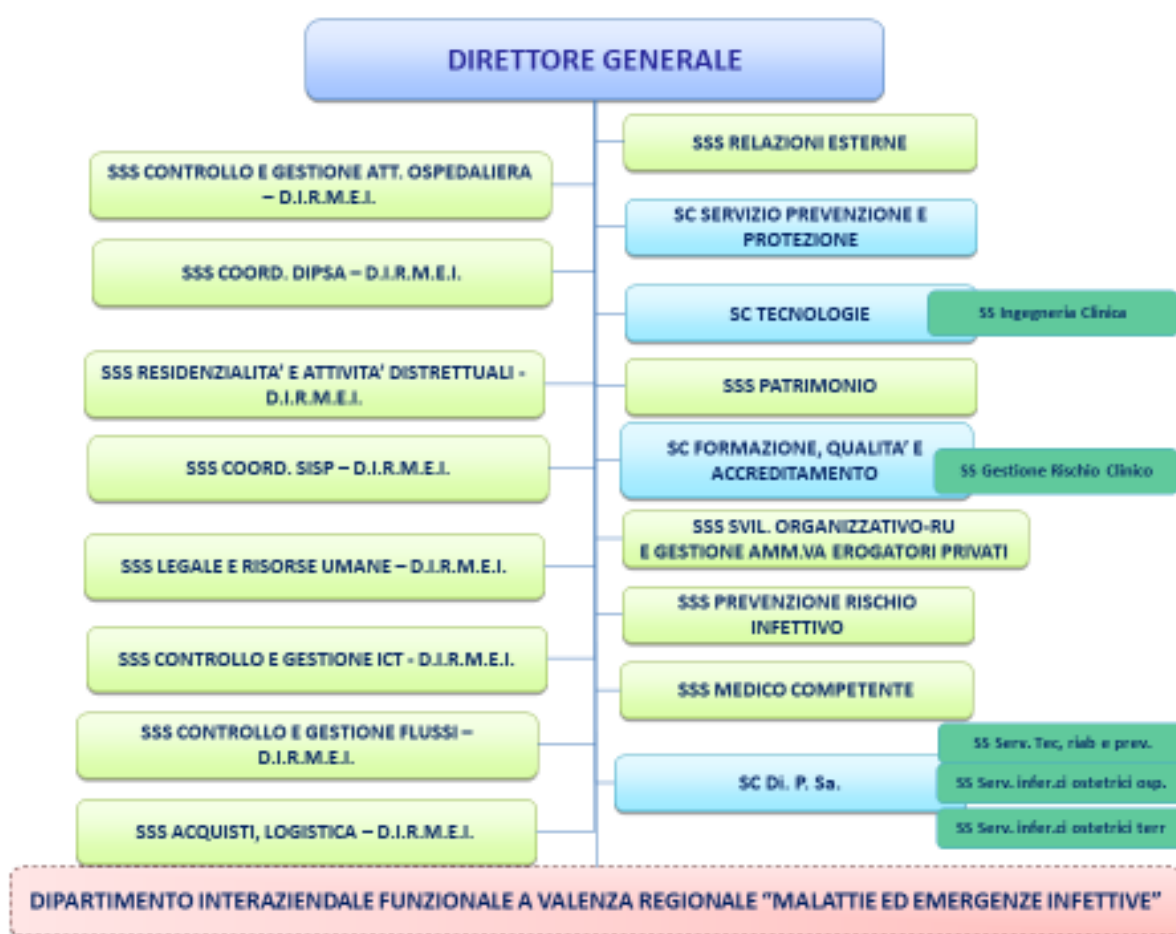 DIRETTORE GENERALE
SSS RELAZIONI ESTERNE
SSS CONTROLLO E GESTIONE ATT. OSPEDALIERA
– D.I.R.M.E.I.
SC SERVIZIO PREVENZIONE E
PROTEZIONE
SSS COORD. DIPSA – D.I.R.M.E.I.
SC TECNOLOGIE
SS Ingegneria Clinica
SSS RESIDENZIALITA’ E ATTIVITA’ DISTRETTUALI -
D.I.R.M.E.I.
SSS PATRIMONIO
SSS COORD. SISP – D.I.R.M.E.I.
SC FORMAZIONE, QUALITA’ E
ACCREDITAMENTO
SS Gestione Rischio Clinico
SSS SVIL. ORGANIZZATIVO-RU
E GESTIONE AMM.VA EROGATORI PRIVATI
SSS LEGALE E RISORSE UMANE – D.I.R.M.E.I.
SSS PREVENZIONE RISCHIO
INFETTIVO
SSS CONTROLLO E GESTIONE ICT - D.I.R.M.E.I.
SSS MEDICO COMPETENTE
SSS CONTROLLO E GESTIONE FLUSSI –
D.I.R.M.E.I.
SC Di. P. Sa.
SS Serv. Tec, riab e prev.
SS Serv. infer.ci ostetrici osp.
SS Serv. infer.ci ostetrici terr
SSS ACQUISTI, LOGISTICA – D.I.R.M.E.I.
DIPARTIMENTO INTERAZIENDALE FUNZIONALE A VALENZA REGIONALE “MALATTIE ED EMERGENZE INFETTIVE”